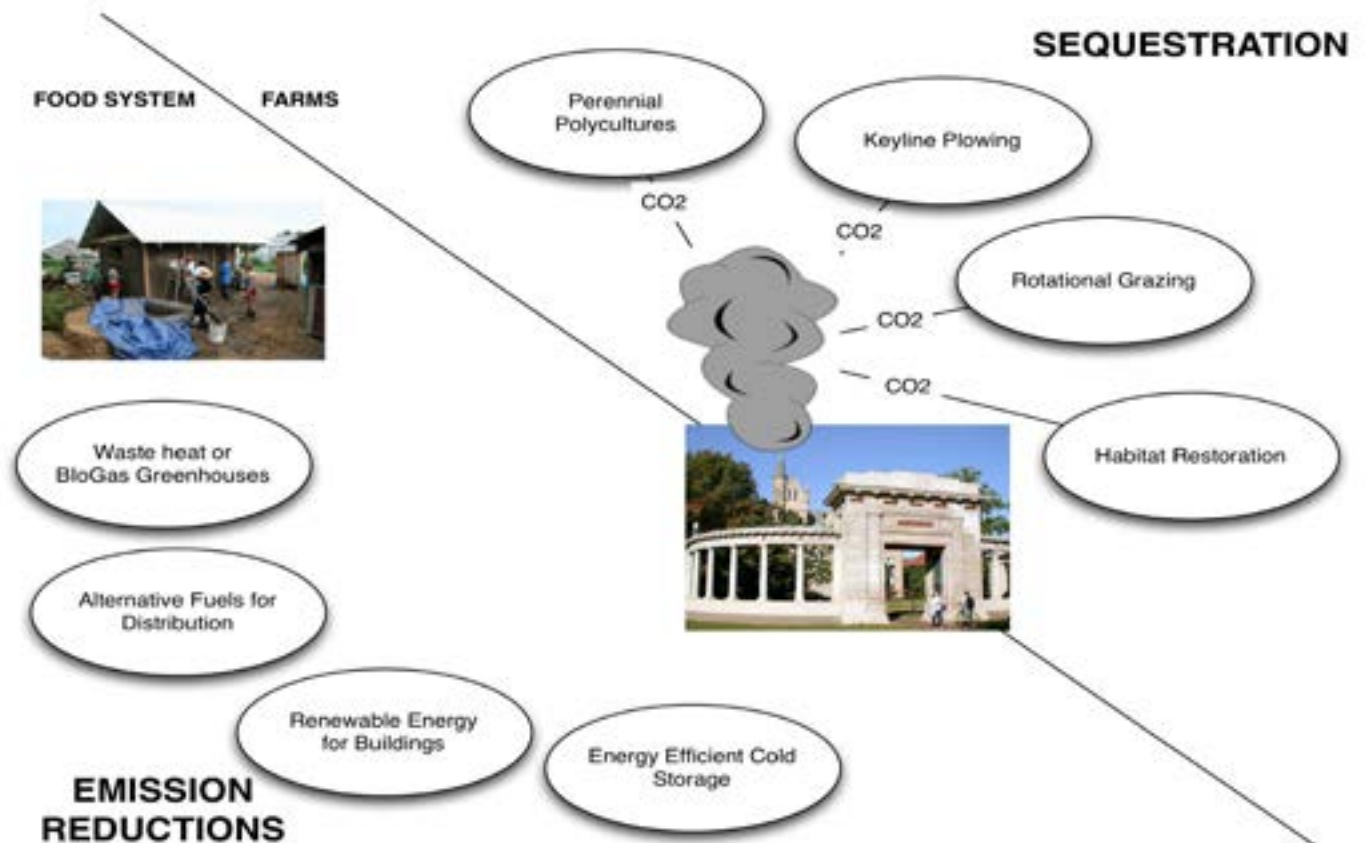 SEQUESTRATION
FOOD SYSTEM
FARMS
Perennial
Polycultures
Keyline Plowing
CO2
CO2
Rotational Grazing
CO2
CO2
Habitat Restoration
Waste heat or
BioGas Greenhouses
Alternative Fuels for
Distribution
Renewable Energy
for Buildings
Energy Efficient Cold
Storage
EMISSION
REDUCTIONS